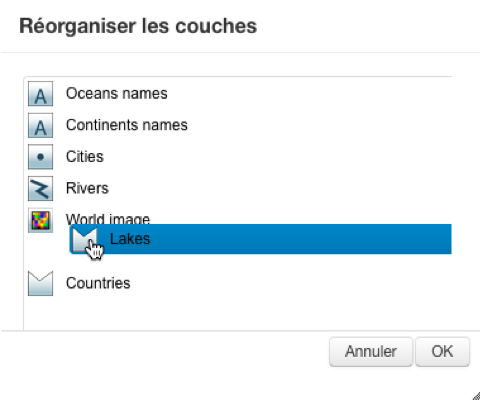 Réorganiser les couches
Oceans names
Continents names
Cities
Rivers
World image
Lakes
Countries
Annuler OK